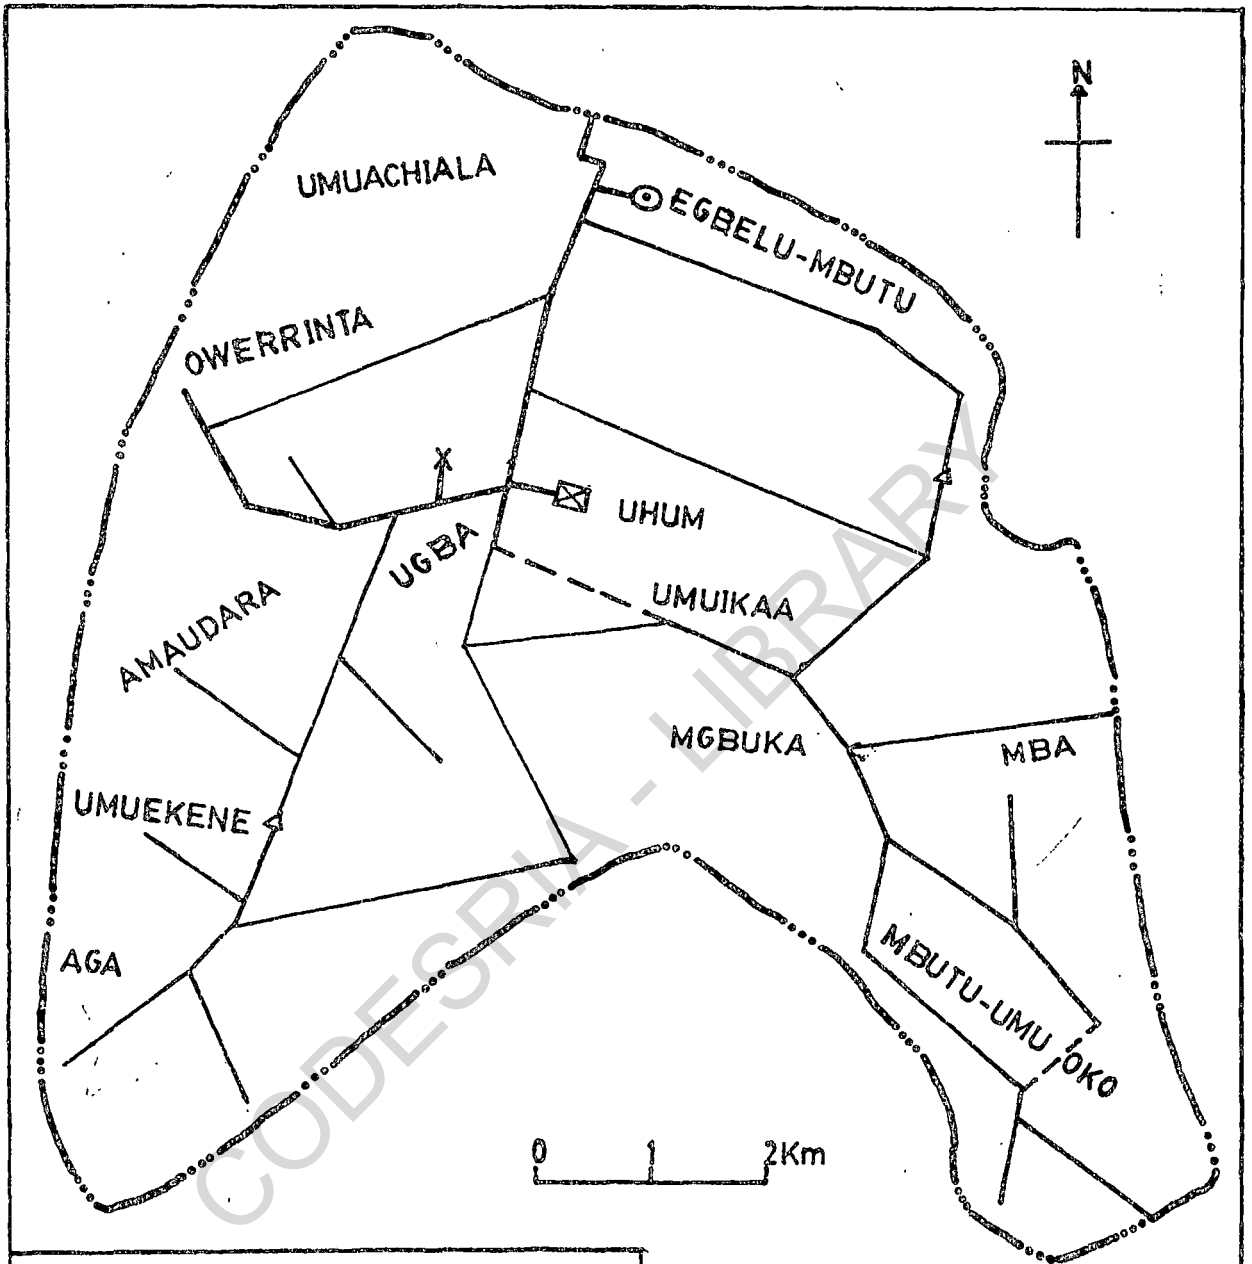 N
UMUACHIALA
EGBELU-MBUTU
OWERRINTA
X
UHUM
UGBA
UMUIKAA
AMAUDARA
MGBUKA
MBA
UMUEKENE
AGA
MBUTU-UMU OKO
0 1 2Km
CODESRIA - LIBRARY